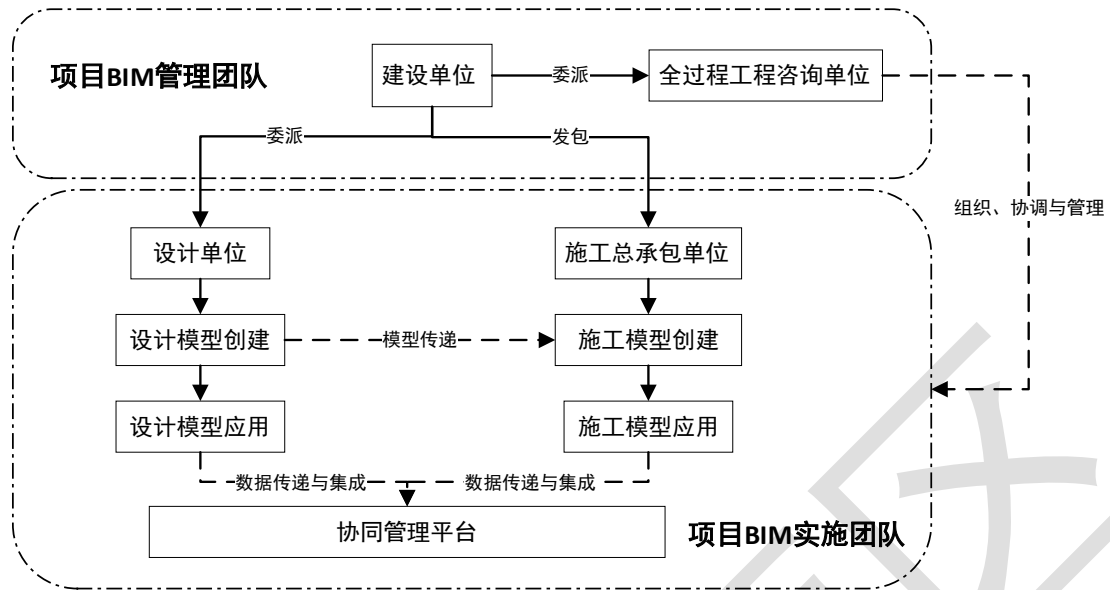 项目BIM管理团队
建设单位
委派
全过程工程咨询单位
委派
发包
组织、协调与管理
设计单位
施工总承包单位
设计模型创建
模型传递
施工模型创建
设计模型应用
施工模型应用
数据传递与集成
数据传递与集成
协同管理平台
项目BIM实施团队